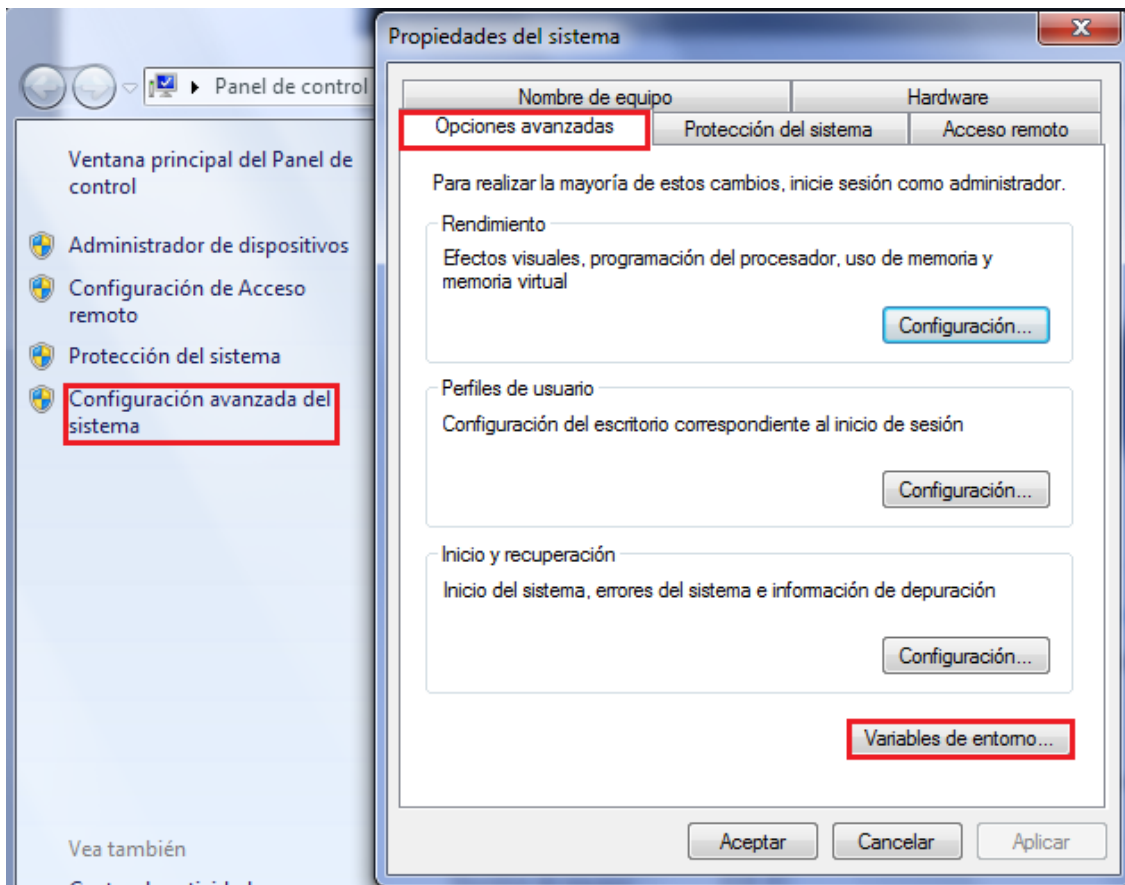 Panel de control
Ventana principal del Panel de
control
Administrador de dispositivos
Configuración de Acceso
remoto
Protección del sistema
Configuración avanzada del
sistema
Vea también
Propiedades del sistema
Nombre de equipo
Hardware
Opciones avanzadas
Protección del sistema
Acceso remoto
Para realizar la mayoría de estos cambios, inicie sesión como administrador.
Rendimiento
Efectos visuales, programación del procesador, uso de memoria y
memoria virtual
Configuración...
Perfiles de usuario
Configuración del escritorio correspondiente al inicio de sesión
Configuración...
Inicio y recuperación
Inicio del sistema, errores del sistema e información de depuración
Configuración...
Variables de entorno...
Aceptar
Cancelar
Aplicar